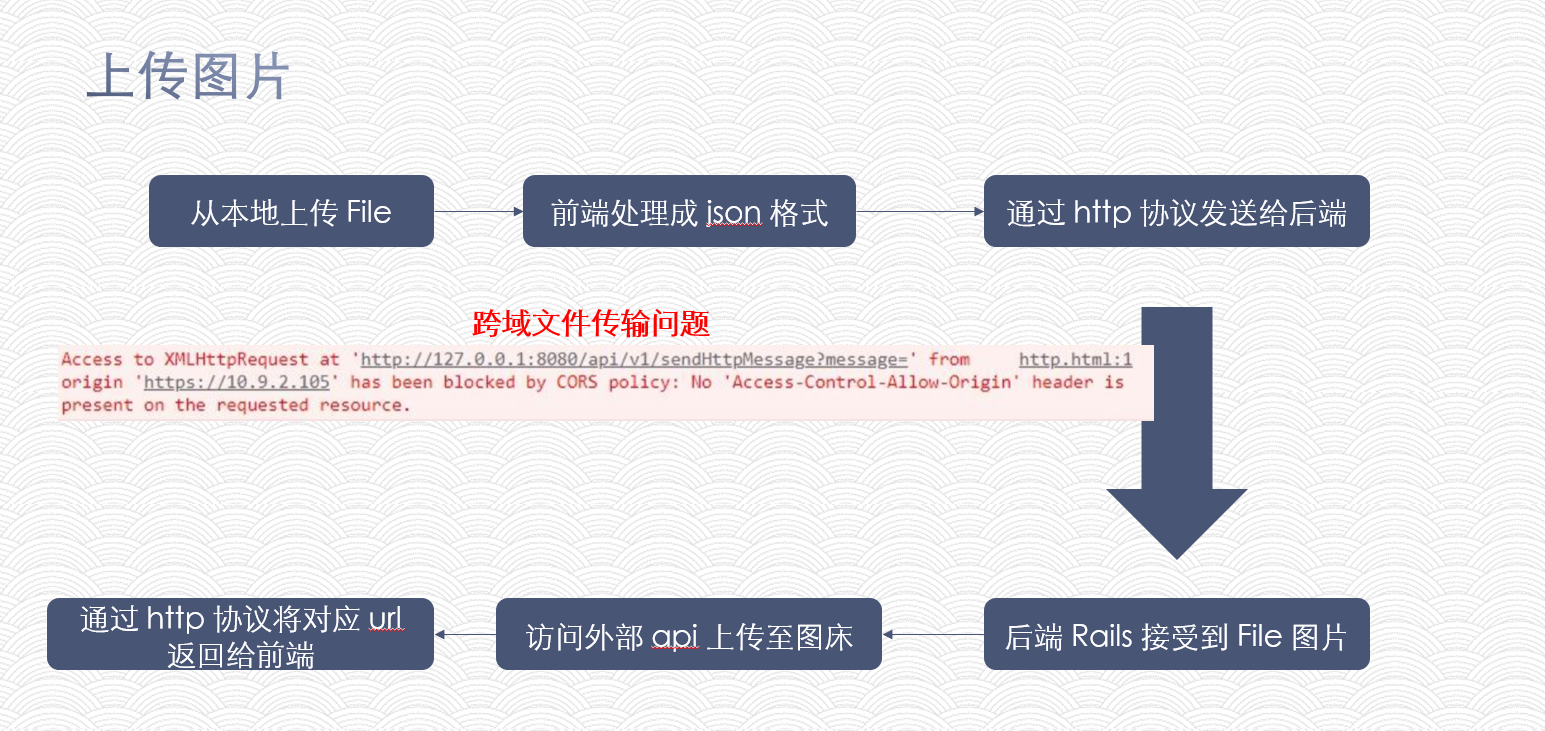 上传图片
从本地上传 File
前端处理成 json 格式
通过 http 协议发送给后端
跨域文件传输问题
Access to XMLHttpRequest at 'http://127.0.0.1:8080/api/v1/sendHttpMessage?message=' from http.html:1
origin 'https://10.9.2.105' has been blocked by CORS policy: No 'Access-Control-Allow-Origin' header is
present on the requested resource.
后端 Rails 接受到 File 图片
访问外部 api 上传至图床
通过 http 协议将对应 url
返回给前端